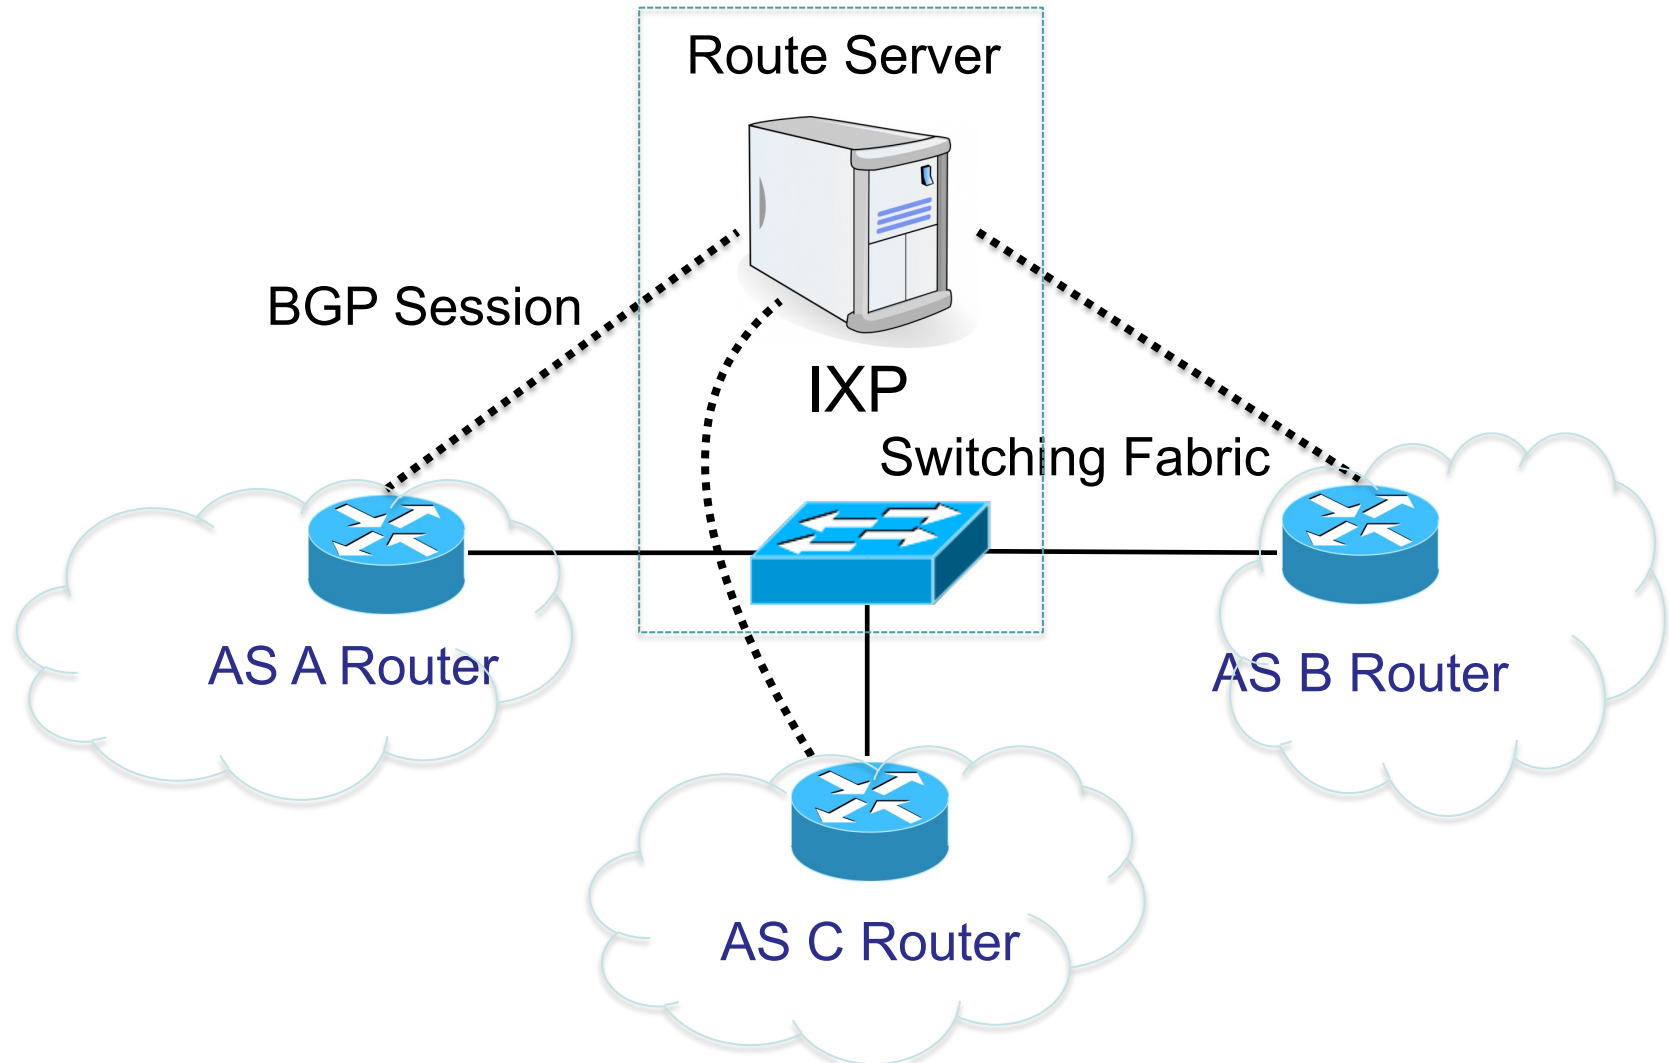 Route Server
BGP Session
IXP
Switching Fabric
AS A Router
AS B Router
AS C Router